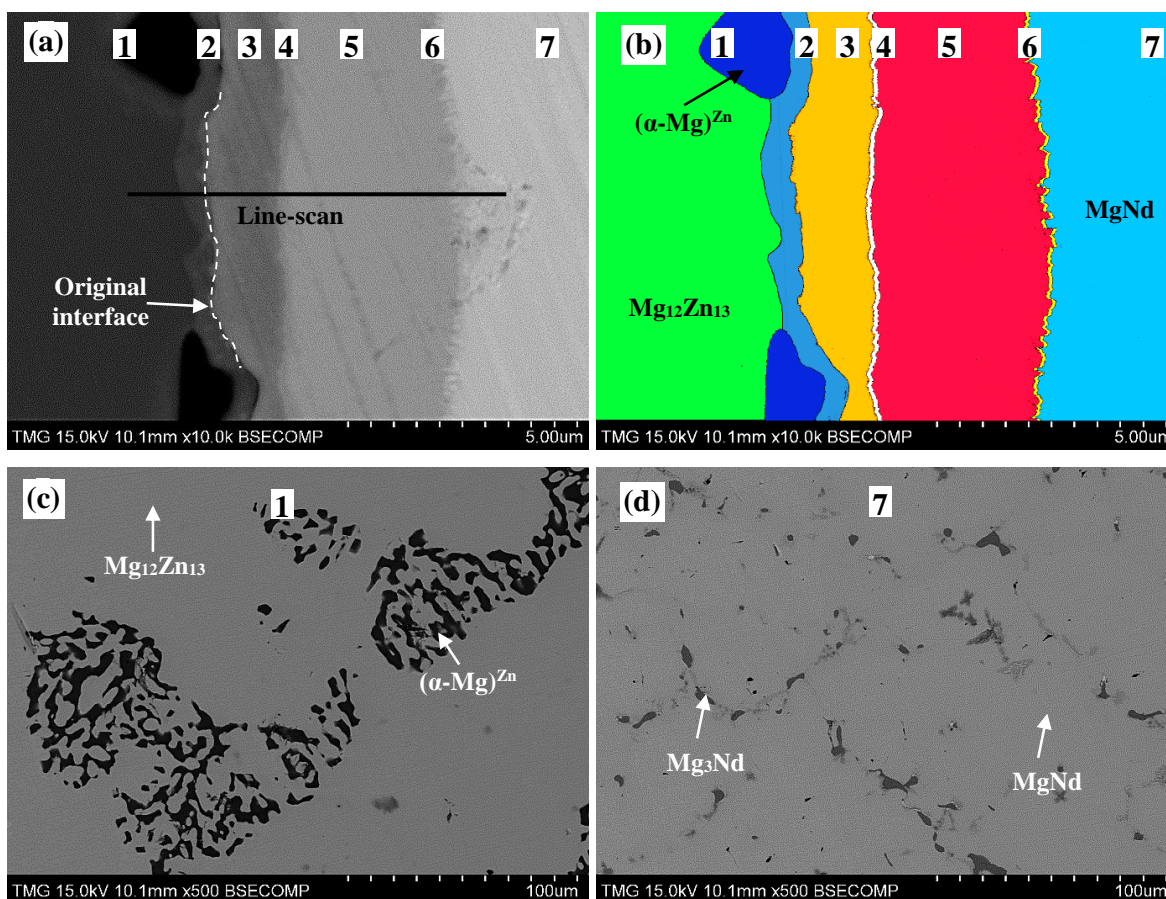 (a) 1 2 3 4 5 6 7
Line-scan
Original
interface
TMG 15.0kV 10.1mm x10.0k BSECOMP 5.00um
(b) 1 2 3 4 5 6 7
(α-Mg)Zn
MgNd
Mg₁₂Zn₁₃
TMG 15.0kV 10.1mm x10.0k BSECOMP 5.00um
(c) 1
Mg₁₂Zn₁₃
(α-Mg)Zn
TMG 15.0kV 10.1mm x500 BSECOMP 100um
(d) 7
Mg₃Nd
MgNd
TMG 15.0kV 10.1mm x500 BSECOMP 100um